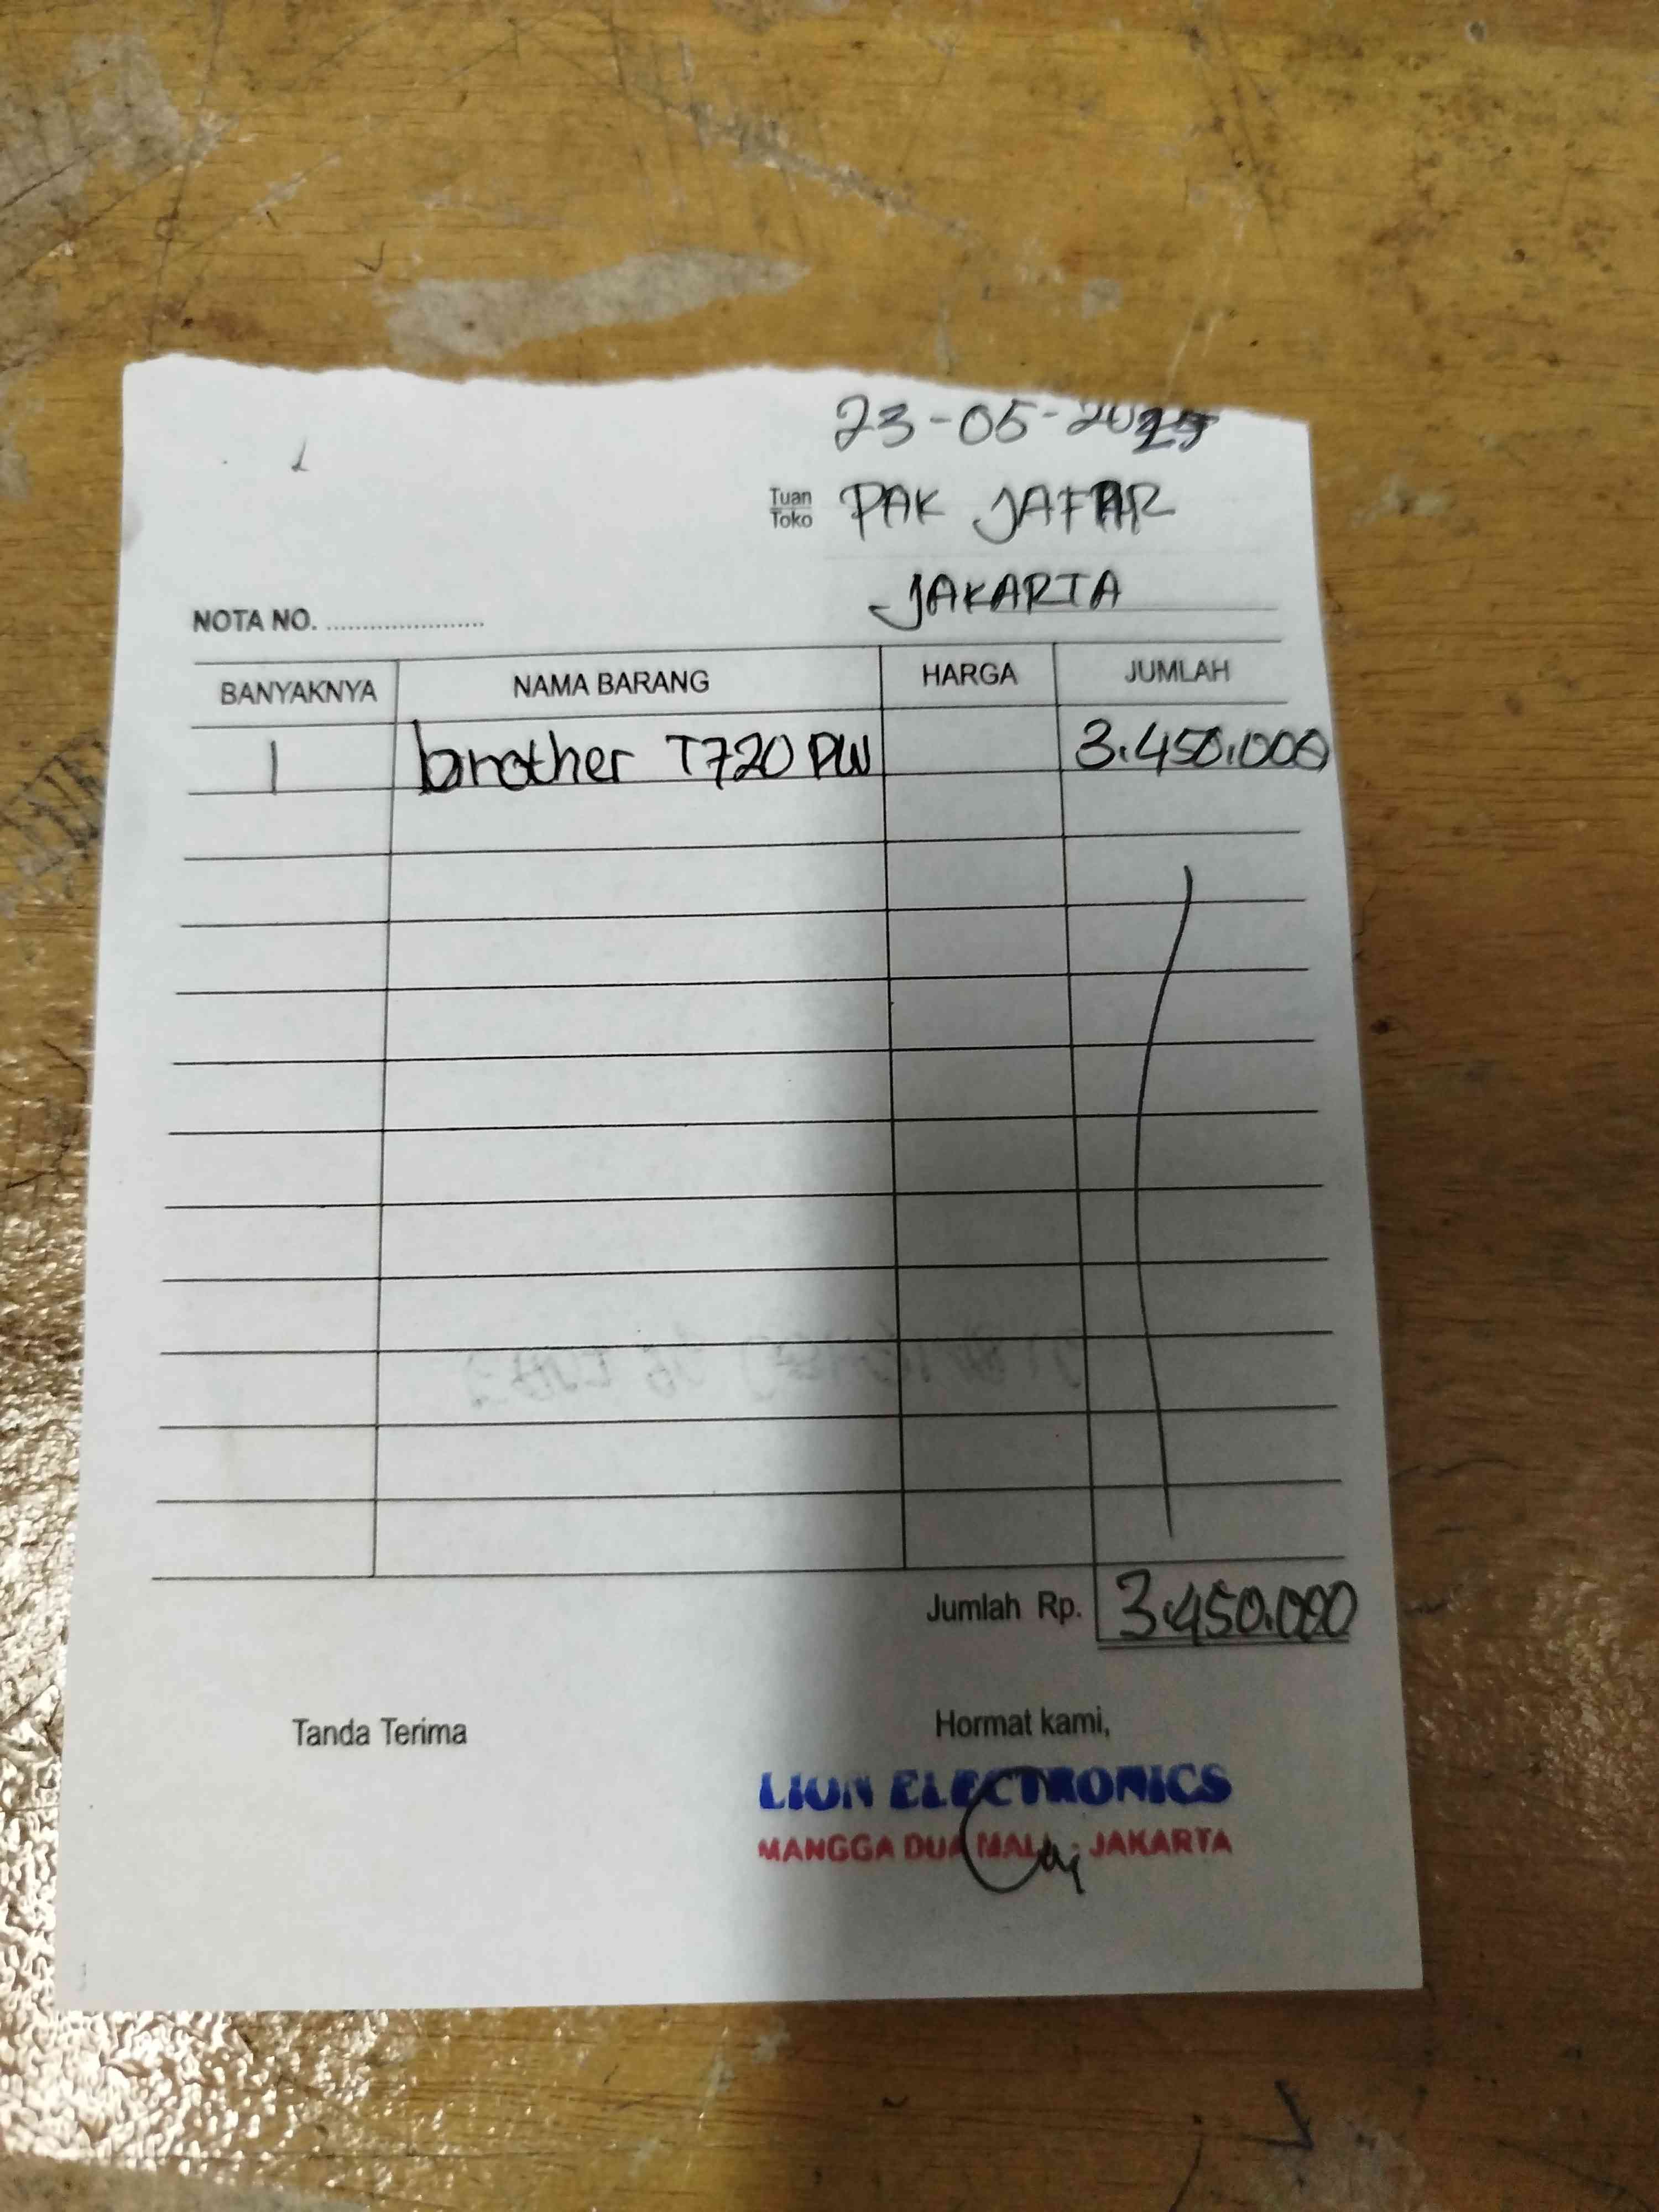 23-05-2025
Tuan
Toko
PAK JAFAR
JAKARTA
NOTA NO. ........................
BANYAKNYA NAMA BARANG HARGA JUMLAH
1 brother T720 DW 3.450.000
Jumlah Rp. 3.450.000
Tanda Terima Hormat kami,
LION ELECTRONICS
MANGGA DUA MALL, JAKARTA